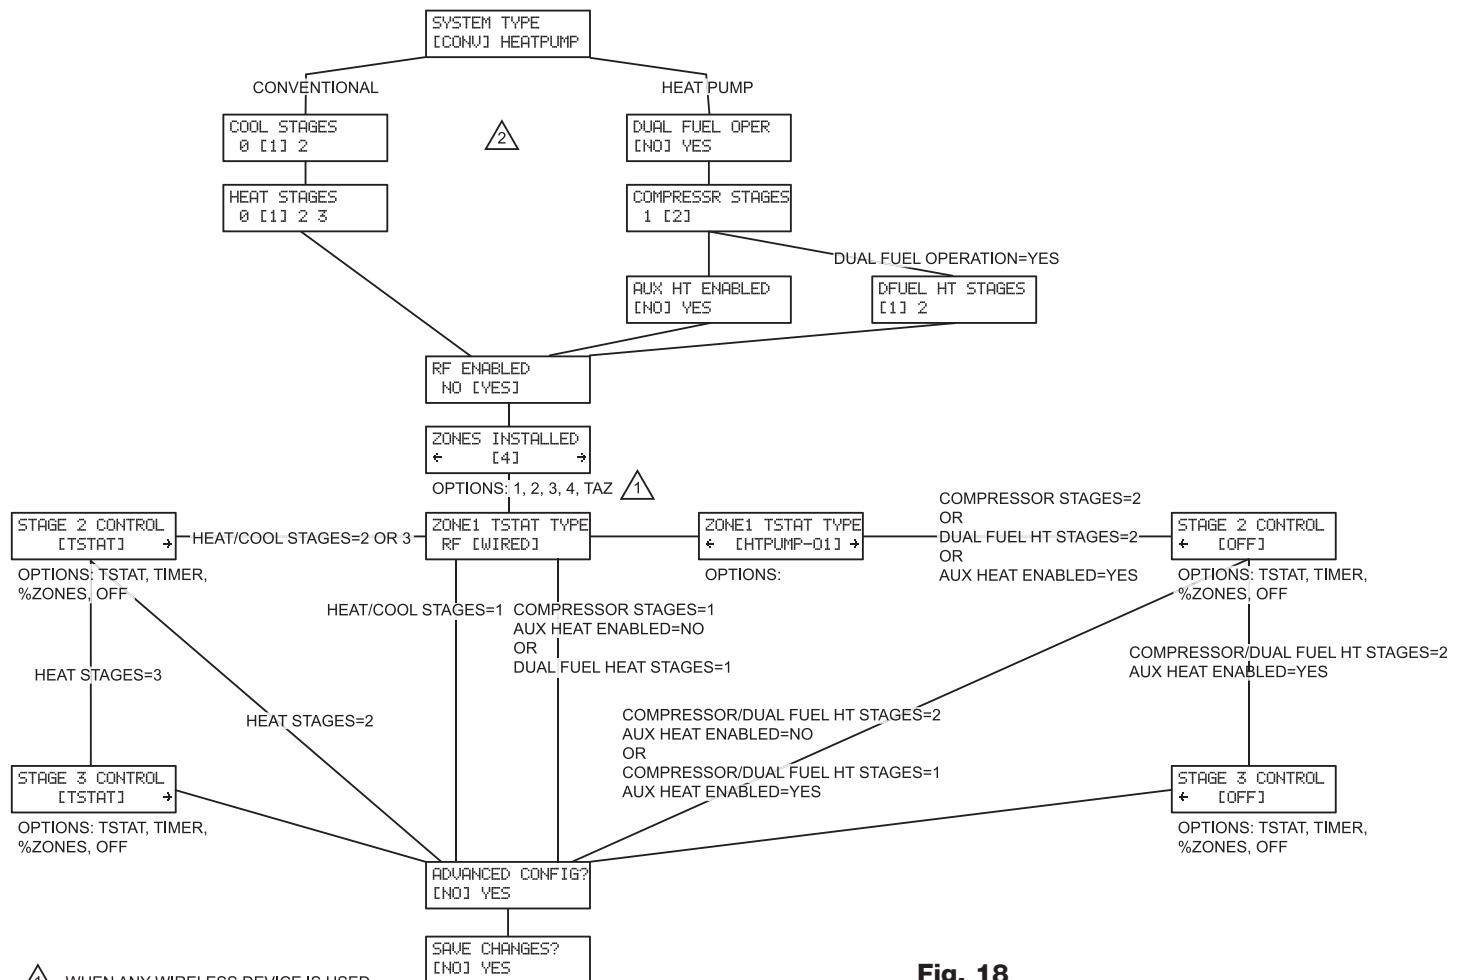 SYSTEM TYPE
[CONV] HEATPUMP
CONVENTIONAL
HEAT PUMP
COOL STAGES
0 [1] 2
2
DUAL FUEL OPER
[NO] YES
HEAT STAGES
0 [1] 2 3
COMPRESSR STAGES
1 [2]
DUAL FUEL OPERATION=YES
AUX HT ENABLED
[NO] YES
DFUEL HT STAGES
[1] 2
RF ENABLED
NO [YES]
ZONES INSTALLED
← [4] →
OPTIONS: 1, 2, 3, 4, TAZ
1
STAGE 2 CONTROL
[TSTAT] →
OPTIONS: TSTAT, TIMER,
%ZONES, OFF
HEAT/COOL STAGES=2 OR 3
ZONE1 TSTAT TYPE
RF [WIRED]
ZONE1 TSTAT TYPE
← [HTPUMP-01] →
OPTIONS:
COMPRESSOR STAGES=2
OR
DUAL FUEL HT STAGES=2
OR
AUX HEAT ENABLED=YES
STAGE 2 CONTROL
← [OFF]
OPTIONS: TSTAT, TIMER,
%ZONES, OFF
HEAT/COOL STAGES=1
COMPRESSOR STAGES=1
AUX HEAT ENABLED=NO
OR
DUAL FUEL HEAT STAGES=1
COMPRESSOR/DUAL FUEL HT STAGES=2
AUX HEAT ENABLED=YES
HEAT STAGES=3
HEAT STAGES=2
COMPRESSOR/DUAL FUEL HT STAGES=2
AUX HEAT ENABLED=NO
OR
COMPRESSOR/DUAL FUEL HT STAGES=1
AUX HEAT ENABLED=YES
STAGE 3 CONTROL
[TSTAT] →
OPTIONS: TSTAT, TIMER,
%ZONES, OFF
STAGE 3 CONTROL
← [OFF]
OPTIONS: TSTAT, TIMER,
%ZONES, OFF
ADVANCED CONFIG?
[NO] YES
SAVE CHANGES?
[NO] YES
1 WHEN ANY WIRELESS DEVICE IS USED
Fig. 18